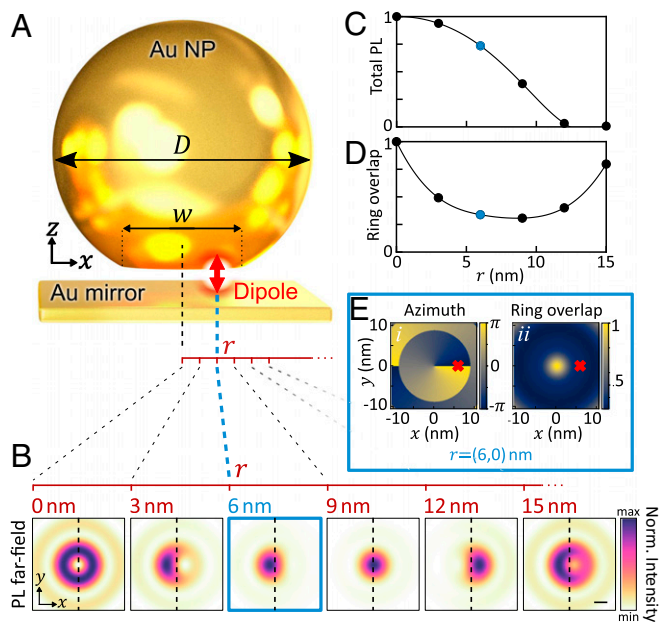 A
Au NP
D
w
z
x
Au mirror
Dipole
r
C
1
Total PL
0
D
1
Ring overlap
0
0
5
10
15
r (nm)
E
Azimuth
Ring overlap
10
0
-10
y (nm)
i
π
0
-π
ii
1
.5
-10
0
10
-10
0
10
x (nm)
x (nm)
r=(6,0) nm
B
r
0 nm
3 nm
6 nm
9 nm
12 nm
15 nm
PL far-field
y
x
max
min
Norm. Intensity